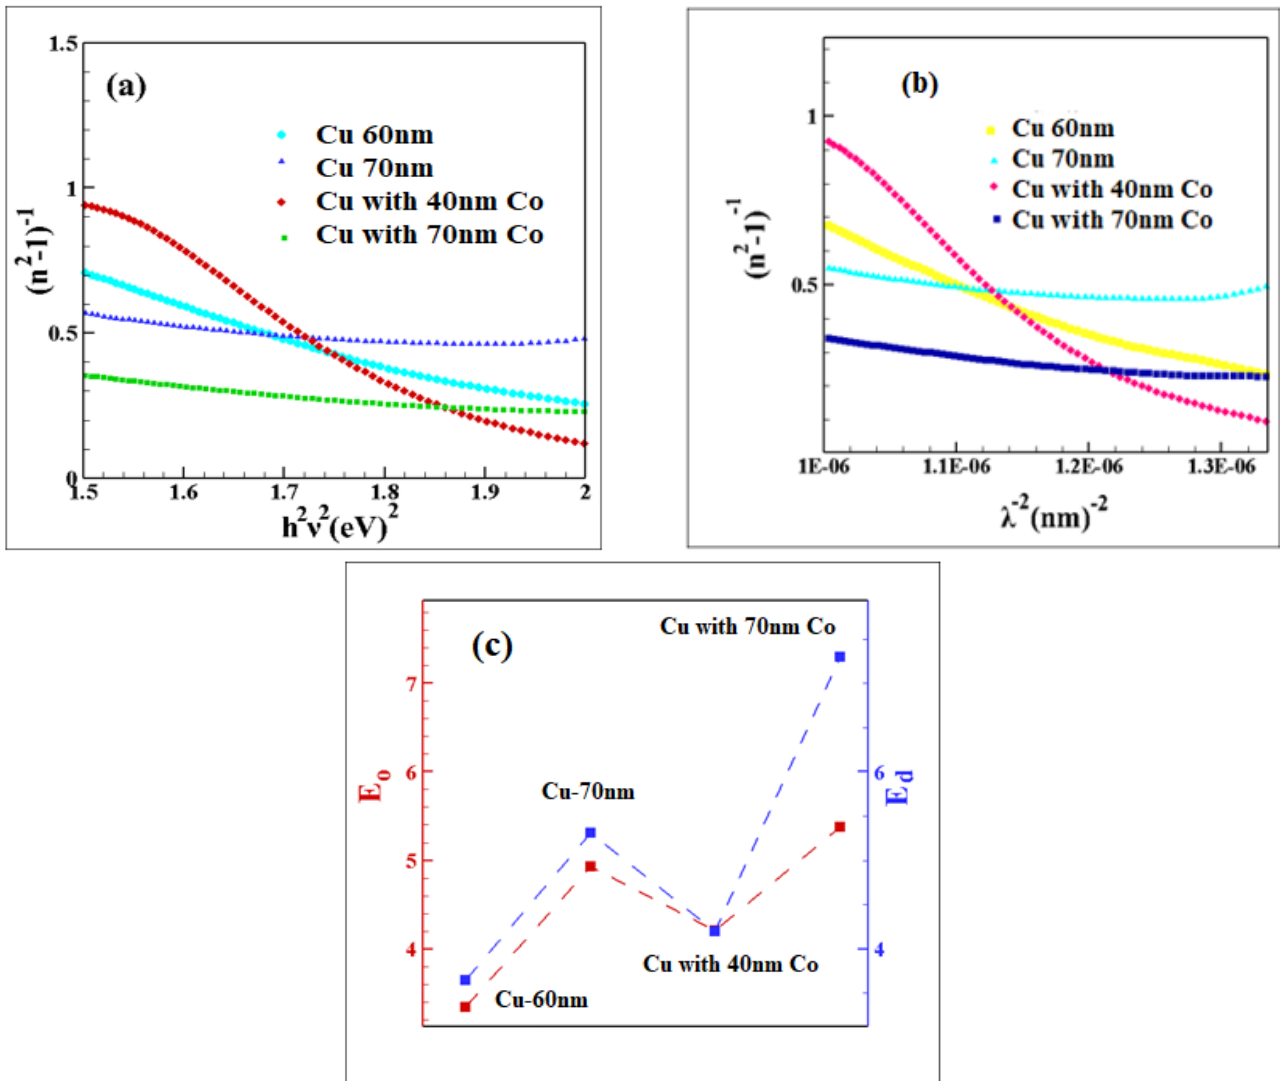 (a)
1.5
1
0.5
0
(n²-1)⁻¹
Cu 60nm
Cu 70nm
Cu with 40nm Co
Cu with 70nm Co
1.5 1.6 1.7 1.8 1.9 2
h²ν²(eV)²
(b)
1
0.5
(n²-1)⁻¹
Cu 60nm
Cu 70nm
Cu with 40nm Co
Cu with 70nm Co
1E-06 1.1E-06 1.2E-06 1.3E-06
λ⁻²(nm)⁻²
(c)
Cu with 70nm Co
7
6
5
4
Eₒ
Cu-70nm
Cu with 40nm Co
Cu-60nm
6
4
E_d